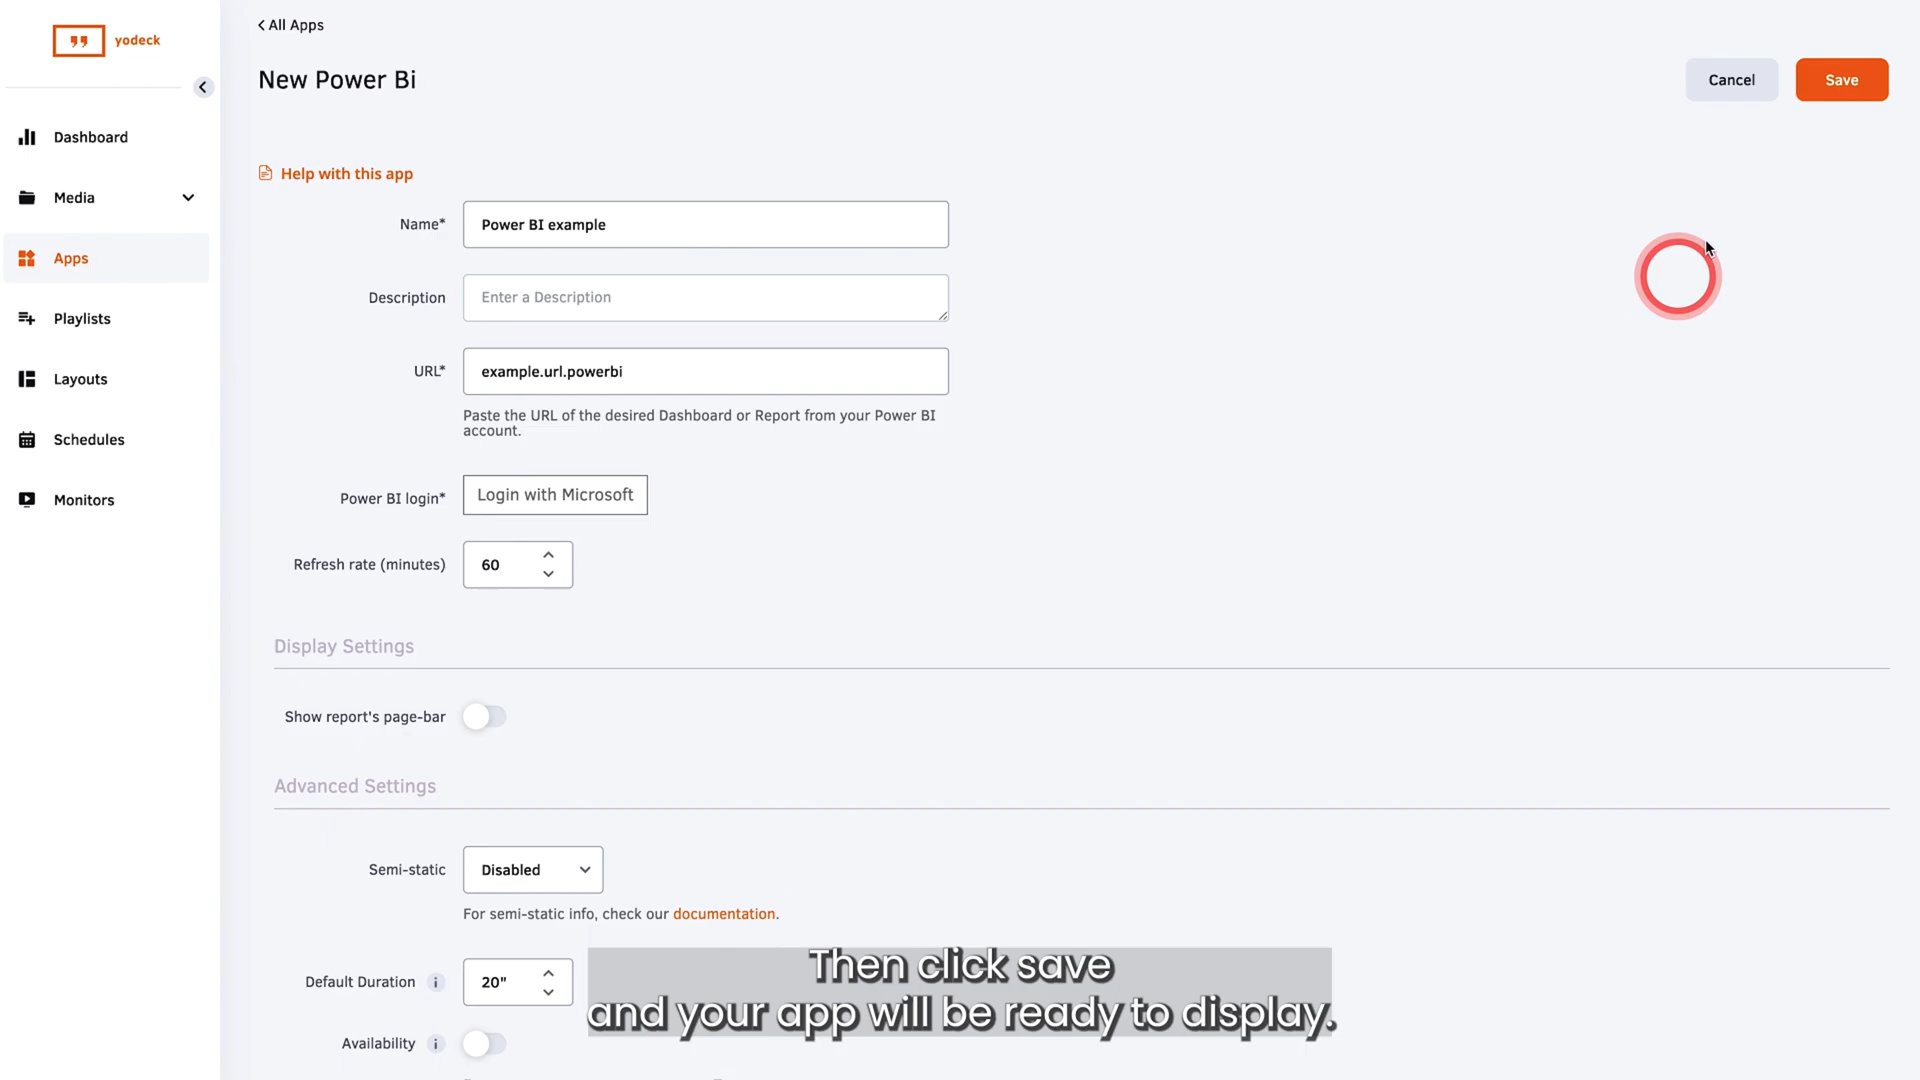 yodeck
All Apps
New Power Bi
Cancel
Save
Dashboard
Media
Apps
Playlists
Layouts
Schedules
Monitors
Help with this app
Name*
Power BI example
Description
Enter a Description
URL*
example.url.powerbi
Paste the URL of the desired Dashboard or Report from your Power BI
account.
Power BI login*
Login with Microsoft
Refresh rate (minutes)
60
Display Settings
Show report's page-bar
Advanced Settings
Semi-static
Disabled
For semi-static info, check our documentation.
Default Duration i
20"
Availability i
Then click save
and your app will be ready to display.